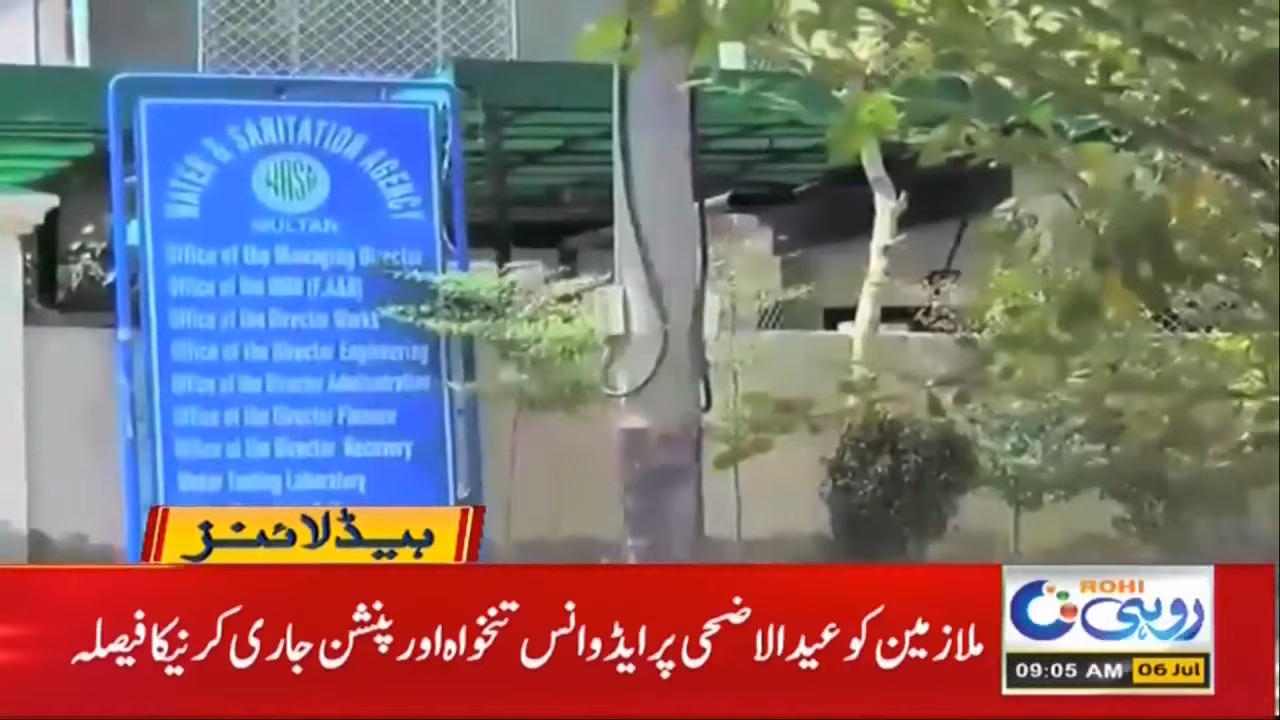 WATER & SANITATION AGENCY
WASA
MULTAN
Office of the Managing Director
Office of the (F.A&R)
Office of the Director Works
Office of the Director Engineering
Office of the Director Administration
Office of the Director Finance
Office of the Director Recovery
Water Testing Laboratory
ہیڈلائنز
ملازمین کو عیدالاضحی پر ایڈوانس تنخواہ اور پنشن جاری کرنیکا فیصلہ
ROHI
روہی
09:05 AM 06 Jul